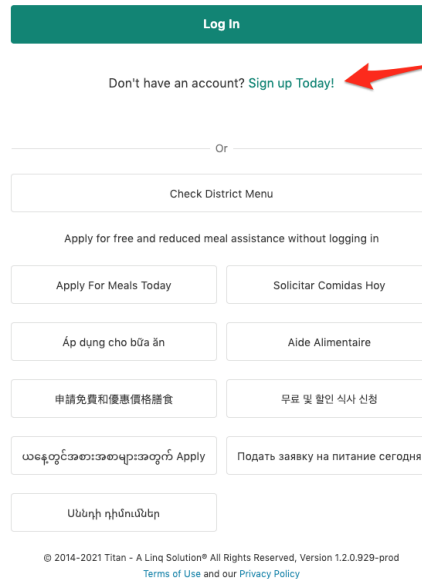 Log In
Don't have an account? Sign up Today!
Or
Check District Menu
Apply for free and reduced meal assistance without logging in
Apply For Meals Today
Solicitar Comidas Hoy
Áp dụng cho bữa ăn
Aide Alimentaire
申請免費和優惠價格膳食
무료 및 할인 식사 신청
ယနေ့တွင်အစားအစာများအတွက် Apply
Подать заявку на питание сегодня
Սննդի դիմումներ
© 2014-2021 Titan - A Linq Solution® All Rights Reserved, Version 1.2.0.929-prod
Terms of Use and our Privacy Policy